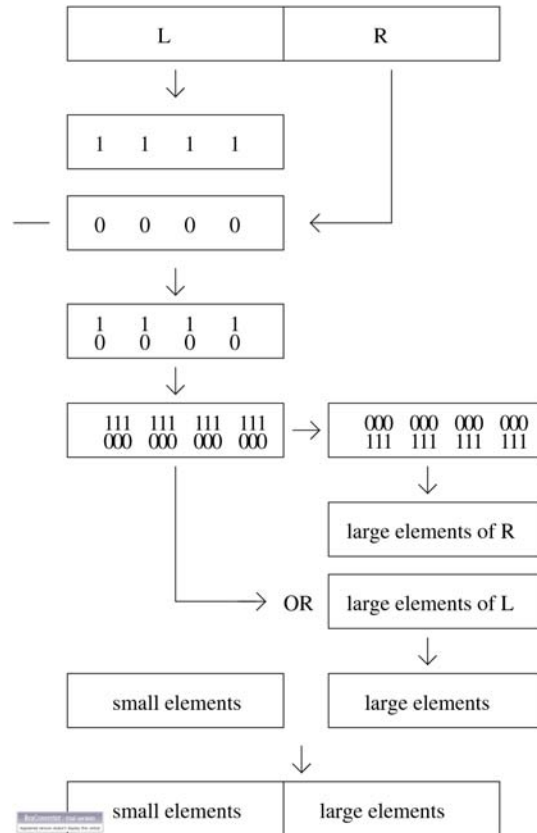 L R
1 1 1 1
0 0 0 0
1 1 1 1
0 0 0 0
111 111 111 111 000 000 000 000
000 000 000 000 111 111 111 111
large elements of R
OR large elements of L
small elements large elements
small elements large elements